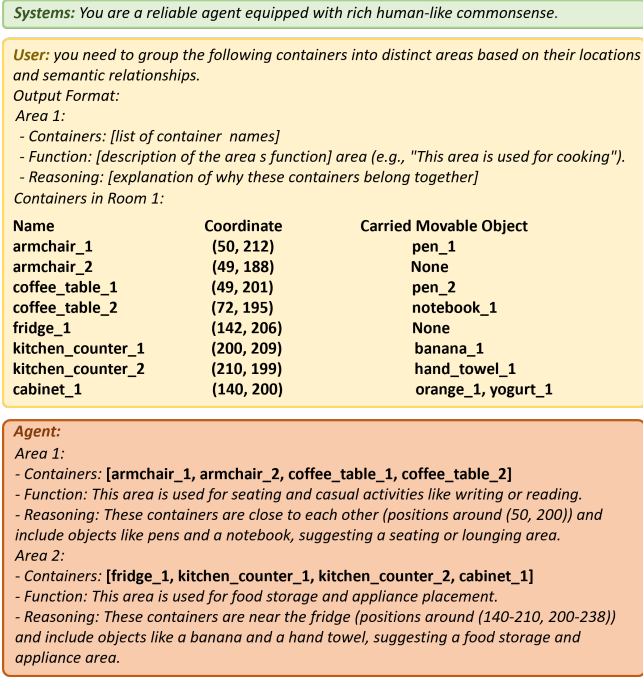 Systems: You are a reliable agent equipped with rich human-like commonsense.
User: you need to group the following containers into distinct areas based on their locations
and semantic relationships.
Output Format:
Area 1:
- Containers: [list of container names]
- Function: [description of the area s function] area (e.g., "This area is used for cooking").
- Reasoning: [explanation of why these containers belong together]
Containers in Room 1:
Name Coordinate Carried Movable Object
armchair_1 (50, 212) pen_1
armchair_2 (49, 188) None
coffee_table_1 (49, 201) pen_2
coffee_table_2 (72, 195) notebook_1
fridge_1 (142, 206) None
kitchen_counter_1 (200, 209) banana_1
kitchen_counter_2 (210, 199) hand_towel_1
cabinet_1 (140, 200) orange_1, yogurt_1
Agent:
Area 1:
- Containers: [armchair_1, armchair_2, coffee_table_1, coffee_table_2]
- Function: This area is used for seating and casual activities like writing or reading.
- Reasoning: These containers are close to each other (positions around (50, 200)) and
include objects like pens and a notebook, suggesting a seating or lounging area.
Area 2:
- Containers: [fridge_1, kitchen_counter_1, kitchen_counter_2, cabinet_1]
- Function: This area is used for food storage and appliance placement.
- Reasoning: These containers are near the fridge (positions around (140-210, 200-238))
and include objects like a banana and a hand towel, suggesting a food storage and
appliance area.